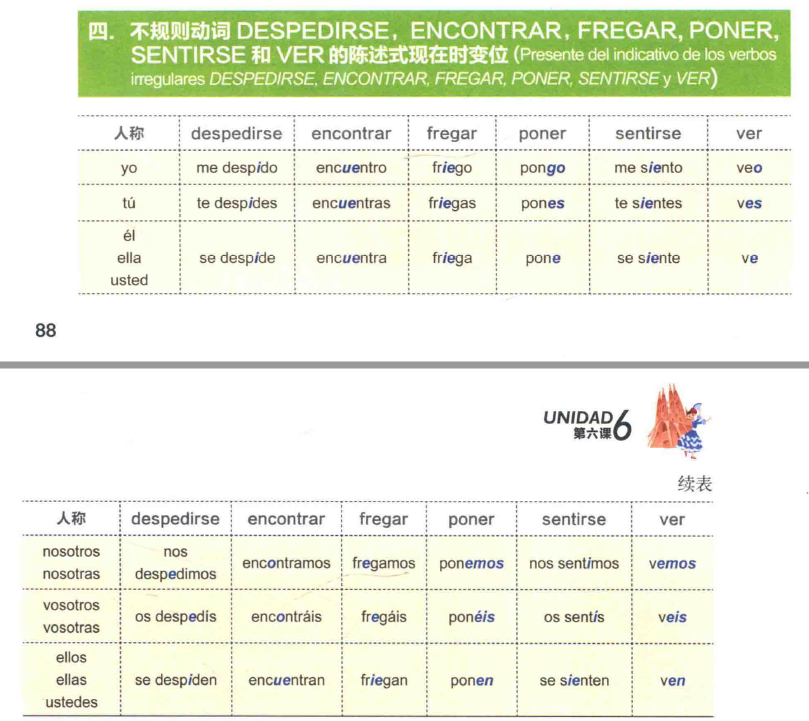 四. 不规则动词 DESPEDIRSE, ENCONTRAR, FREGAR, PONER,
SENTIRSE 和 VER 的陈述式现在时变位 (Presente del indicativo de los verbos
irregulares DESPEDIRSE, ENCONTRAR, FREGAR, PONER, SENTIRSE y VER)
人称 despedirse encontrar fregar poner sentirse ver
yo me despido encuentro friego pongo me siento veo
tú te despides encuentras friegas pones te sientes ves
él
ella se despide encuentra friega pone se siente ve
usted
88
UNIDAD 6
第六课
续表
人称 despedirse encontrar fregar poner sentirse ver
nosotros nos
nosotras despedimos encontramos fregamos ponemos nos sentimos vemos
vosotros
vosotras os despedís encontráis fregáis ponéis os sentís veis
ellos
ellas se despiden encuentran friegan ponen se sienten ven
ustedes